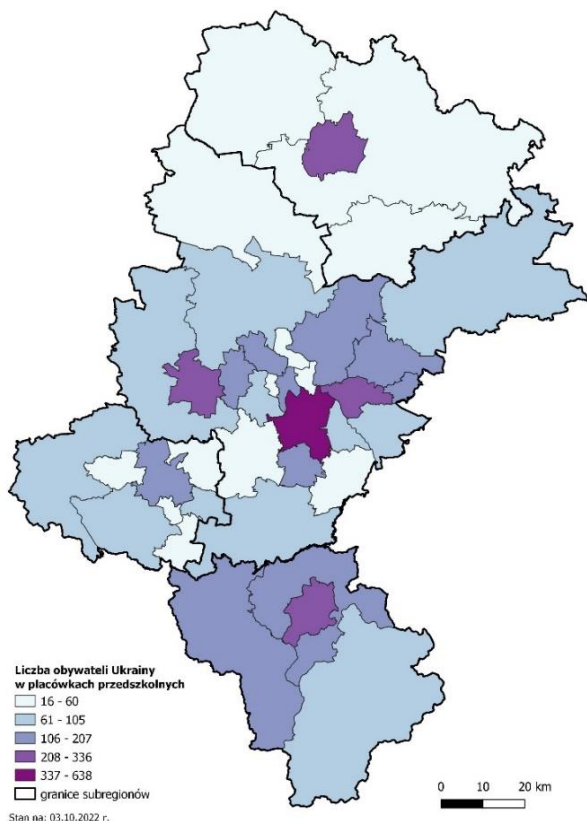 Liczba obywateli Ukrainy
w placówkach przedszkolnych
16 - 60
61 - 105
106 - 207
208 - 336
337 - 638
granice subregionów
0 10 20 km
Stan na: 03.10.2022 r.